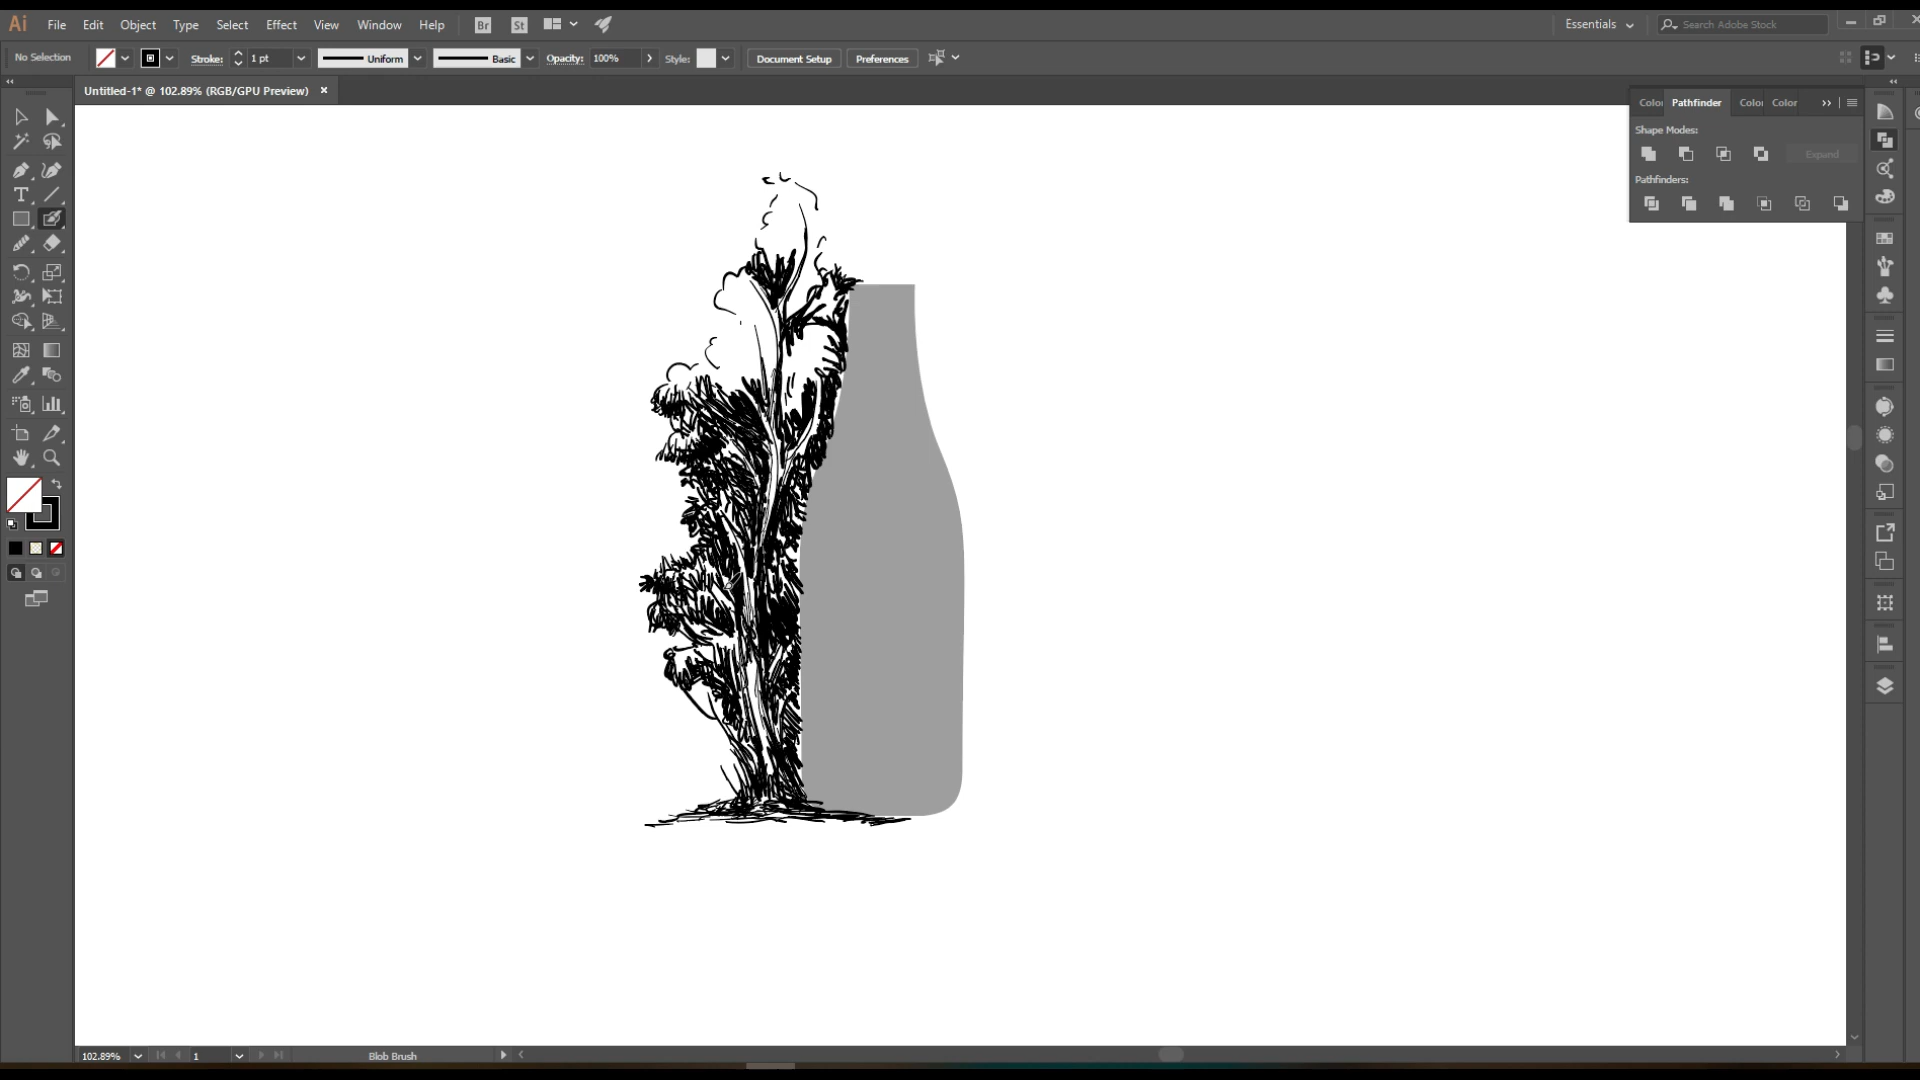 Ai File Edit Object Type Select Effect View Window Help Br St Essentials Search Adobe Stock
No Selection Stroke: 1 pt Uniform Basic Opacity: 100% Style: Document Setup Preferences
Untitled-1* @ 102.89% (RGB/GPU Preview) ×
Color Pathfinder Color Color
Shape Modes:
Expand
Pathfinders:
102.89% 1 Blob Brush